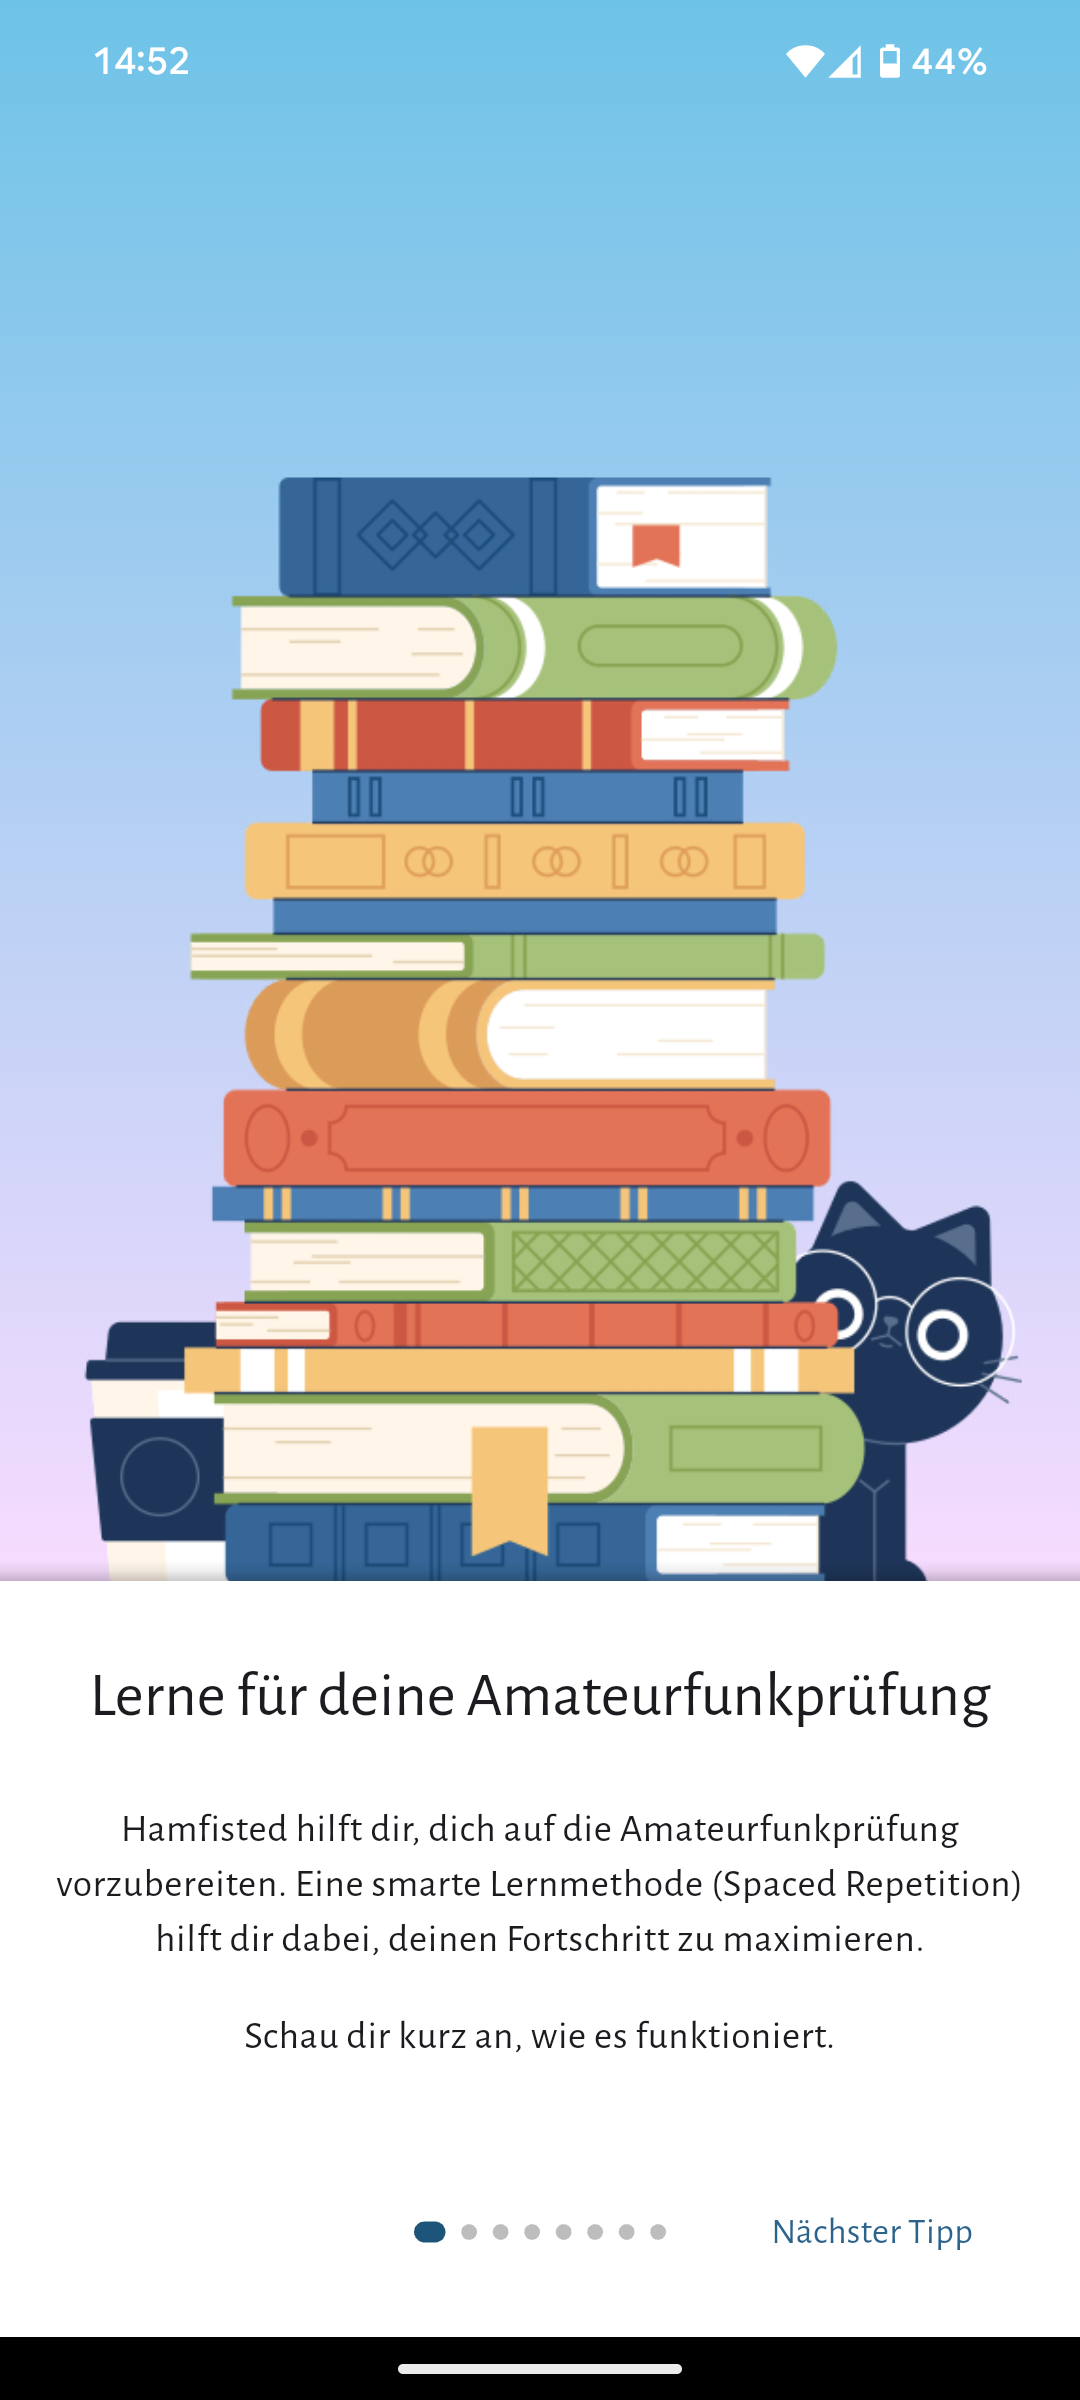 14:52 44%
Lerne für deine Amateurfunkprüfung
Hamfisted hilft dir, dich auf die Amateurfunkprüfung
vorzubereiten. Eine smarte Lernmethode (Spaced Repetition)
hilft dir dabei, deinen Fortschritt zu maximieren.
Schau dir kurz an, wie es funktioniert.
Nächster Tipp